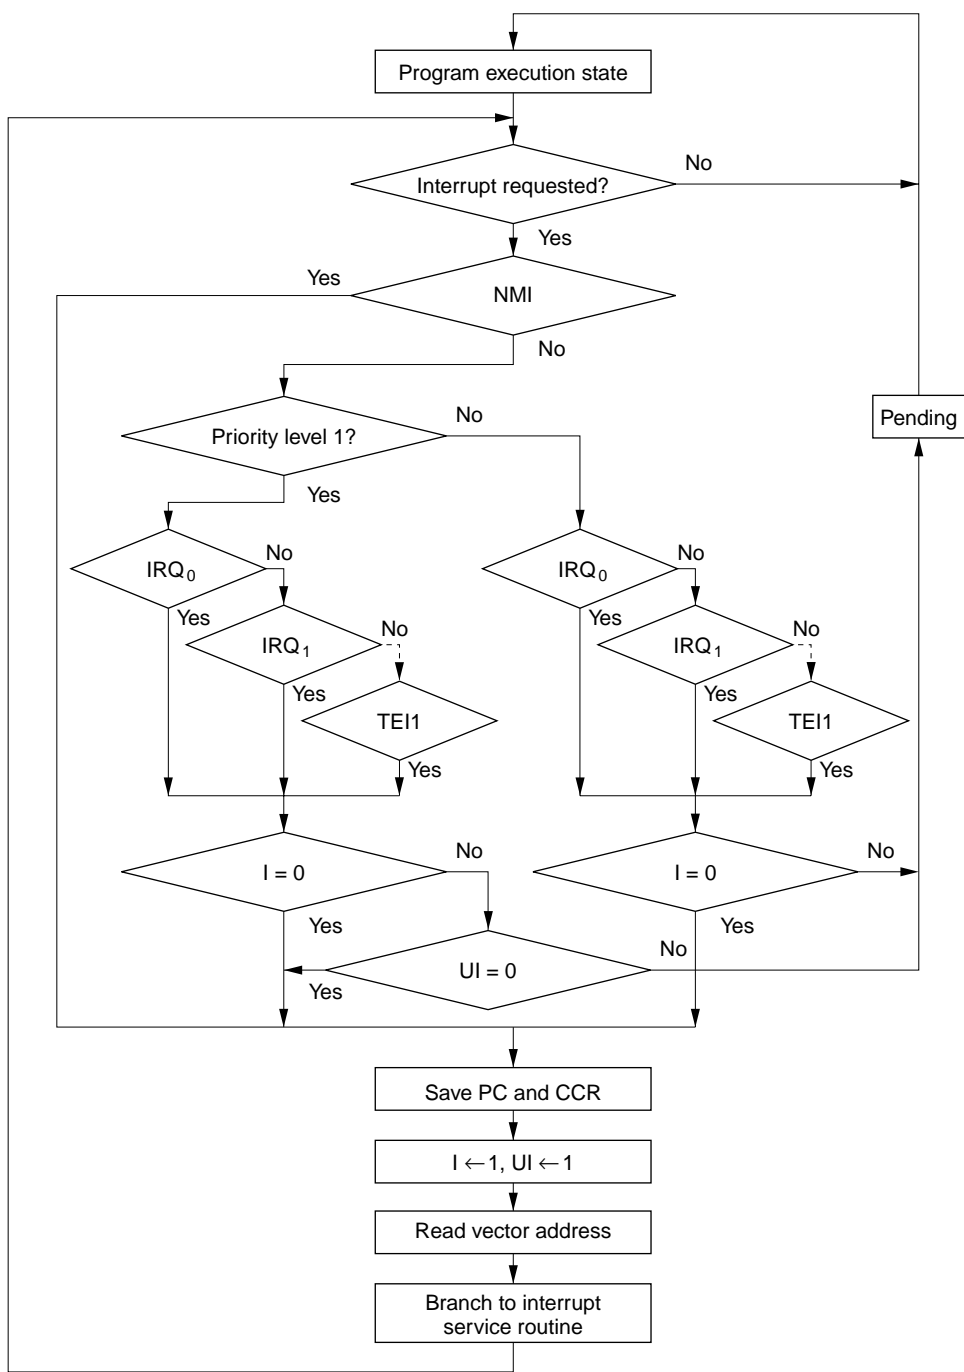 Program execution state
Interrupt requested?
No
Yes
Yes
NMI
No
Priority level 1?
No
Pending
Yes
IRQ0
No
IRQ0
No
Yes
Yes
IRQ1
No
IRQ1
No
Yes
Yes
TEI1
TEI1
Yes
Yes
I = 0
No
I = 0
No
Yes
Yes
UI = 0
No
Yes
Save PC and CCR
I ←1, UI ←1
Read vector address
Branch to interrupt
service routine